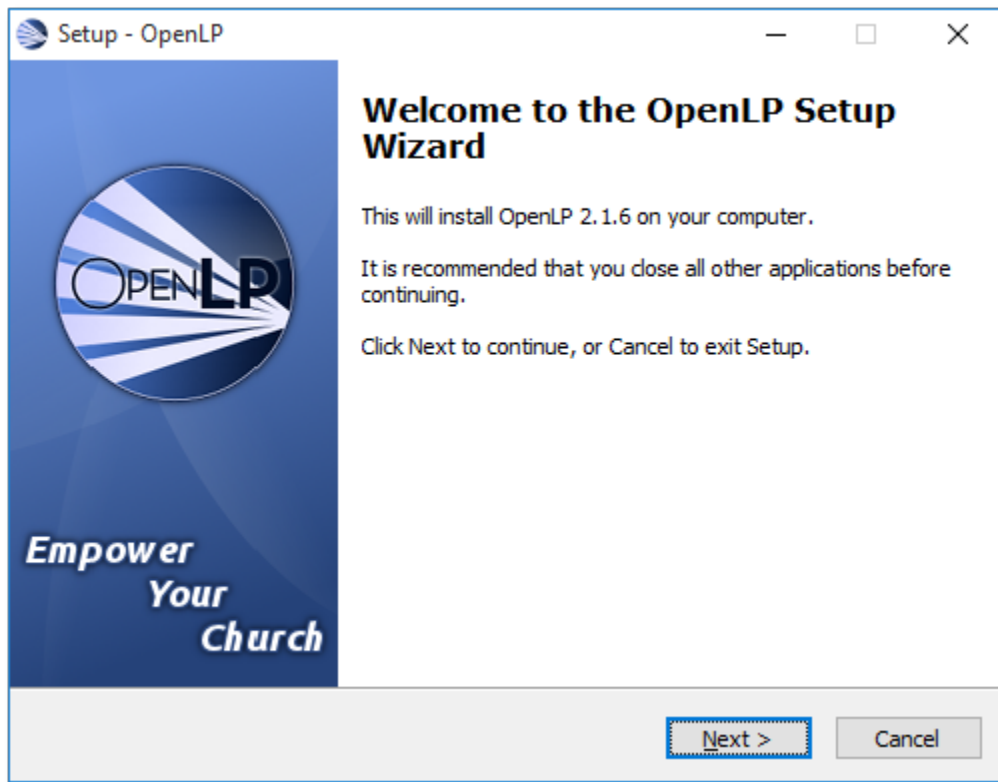 Setup - OpenLP
Welcome to the OpenLP Setup
Wizard
This will install OpenLP 2.1.6 on your computer.
It is recommended that you close all other applications before
continuing.
Click Next to continue, or Cancel to exit Setup.
OPENLP
Empower
Your
Church
Next >
Cancel